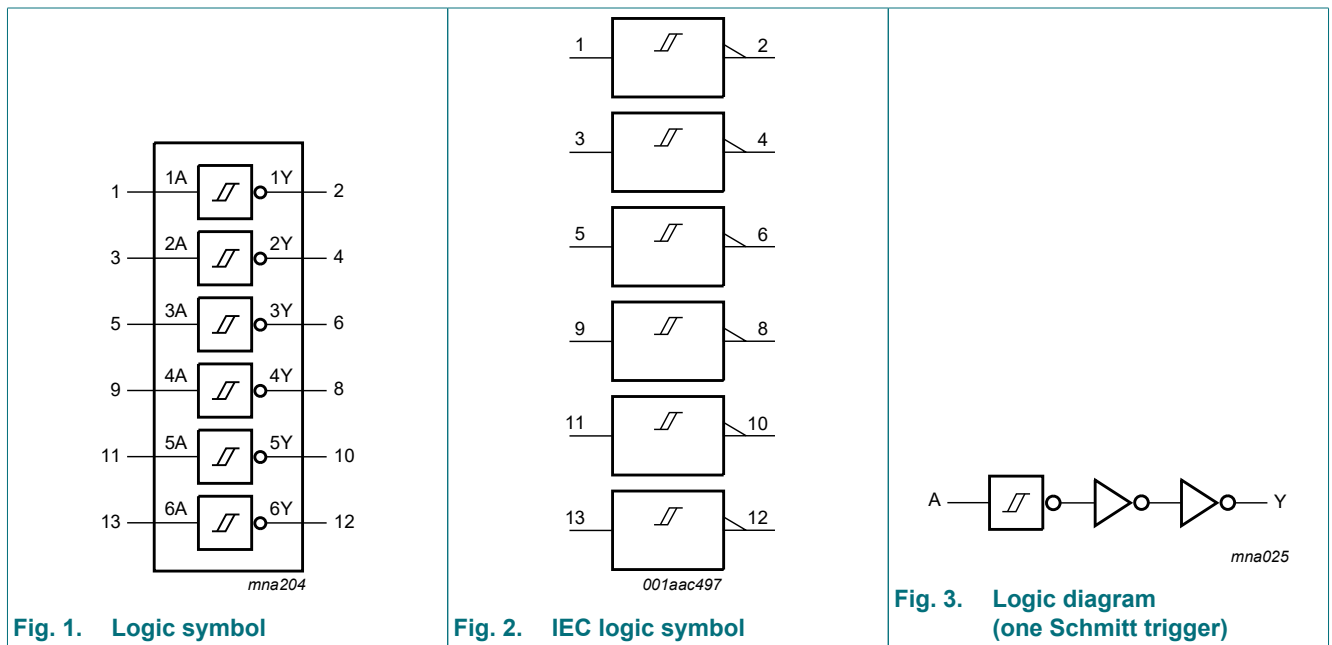 1 1A 1Y 2
3 2A 2Y 4
5 3A 3Y 6
9 4A 4Y 8
11 5A 5Y 10
13 6A 6Y 12
mna204
Fig. 1. Logic symbol
1 2
3 4
5 6
9 8
11 10
13 12
001aac497
Fig. 2. IEC logic symbol
A Y
mna025
Fig. 3. Logic diagram
(one Schmitt trigger)